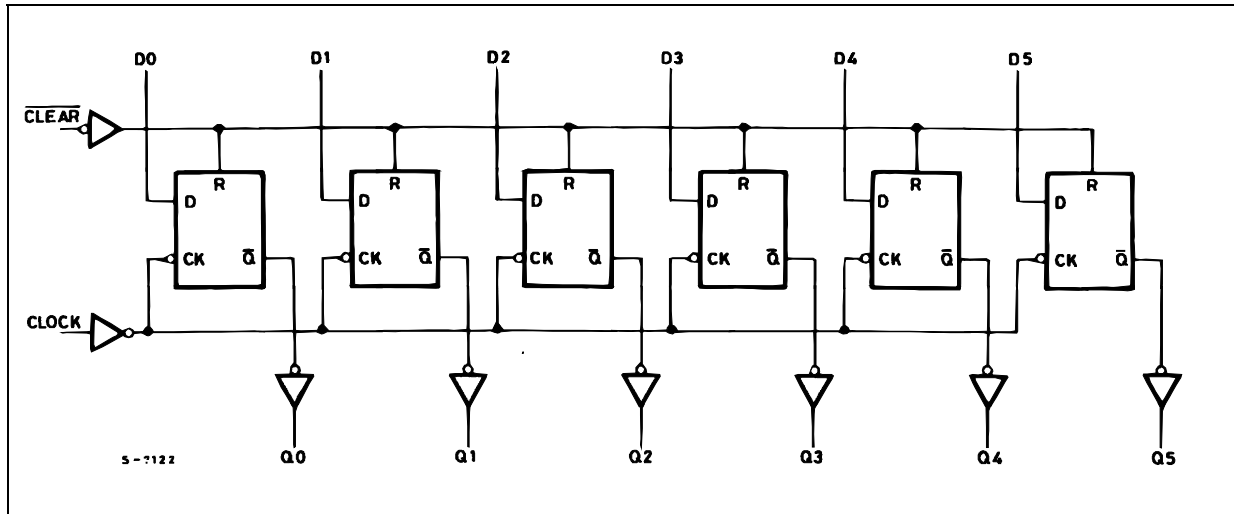 D0 D1 D2 D3 D4 D5
C̅L̅E̅A̅R̅
R R R R R R
D D D D D D
CK Q̅ CK Q̅ CK Q̅ CK Q̅ CK Q̅ CK Q̅
CLOCK
Q0 Q1 Q2 Q3 Q4 Q5